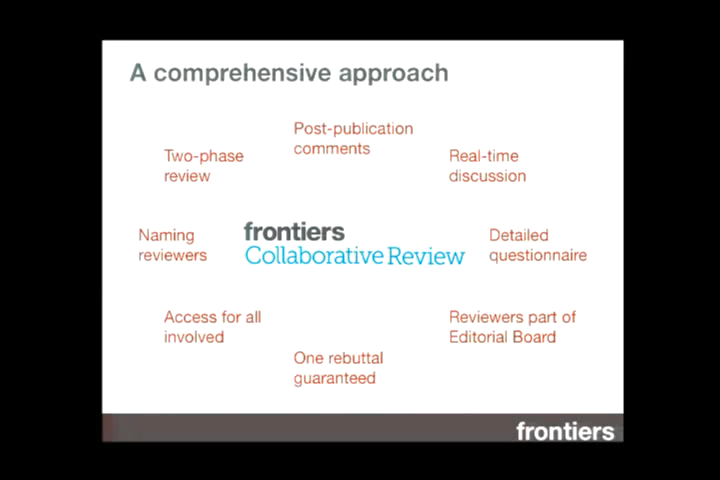 A comprehensive approach
Post-publication
comments
Two-phase
review
Real-time
discussion
Naming
reviewers
frontiers
Collaborative Review
Detailed
questionnaire
Access for all
involved
Reviewers part of
Editorial Board
One rebuttal
guaranteed
frontiers